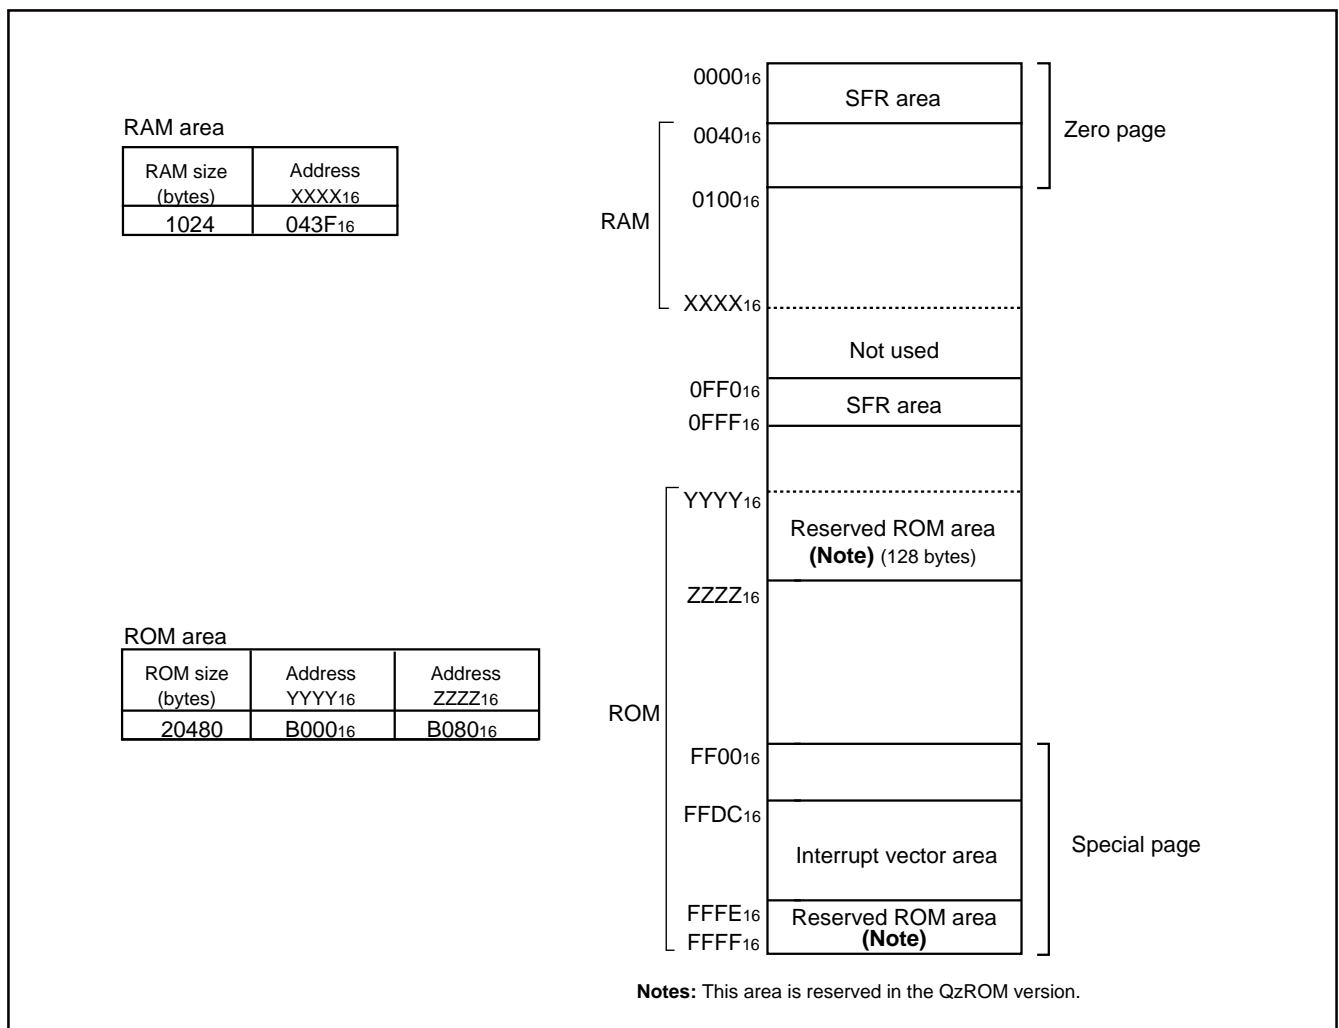 RAM area
RAM size (bytes) Address XXXX16
1024 043F16
ROM area
ROM size (bytes) Address YYYY16 Address ZZZZ16
20480 B00016 B08016
RAM
ROM
000016
SFR area
004016
010016
XXXX16
Not used
0FF016
SFR area
0FFF16
YYYY16
Reserved ROM area
(Note) (128 bytes)
ZZZZ16
FF0016
FFDC16
Interrupt vector area
FFFE16
Reserved ROM area
(Note)
FFFF16
Zero page
Special page
Notes: This area is reserved in the QzROM version.